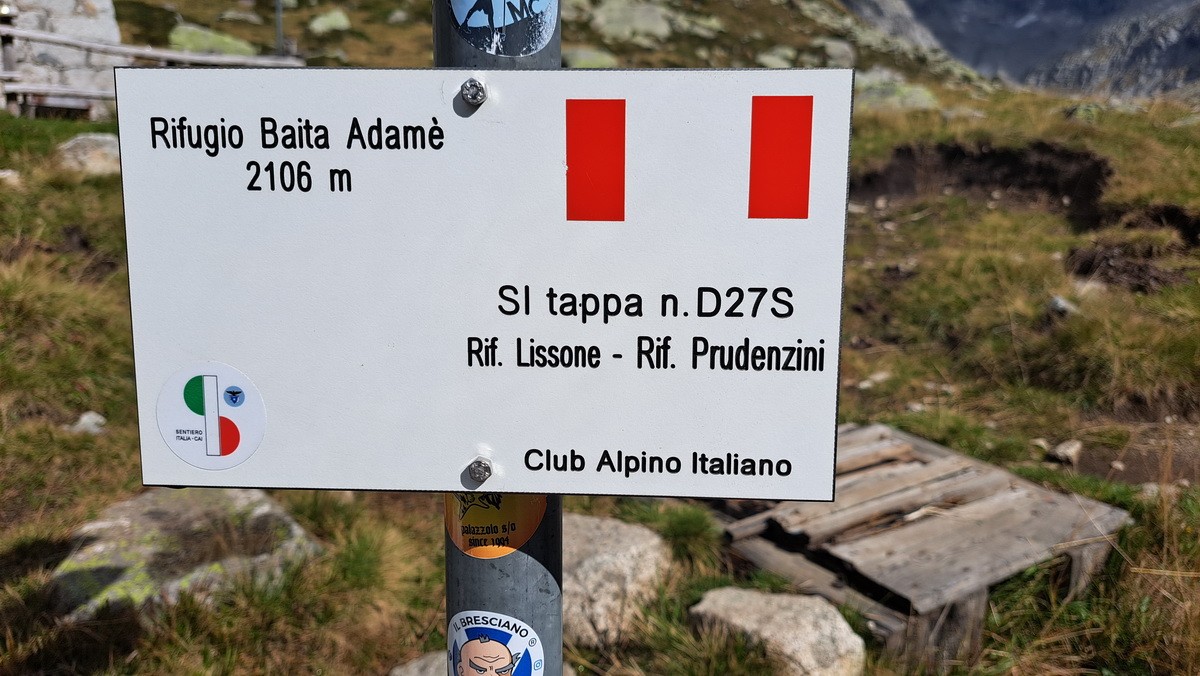 MC
Rifugio Baita Adamè
2106 m
SI tappa n. D27S
Rif. Lissone - Rif. Prudenzini
SENTIERO
ITALIA-CAI
Club Alpino Italiano
palazzolo s/o
since 1994
IL BRESCIANO